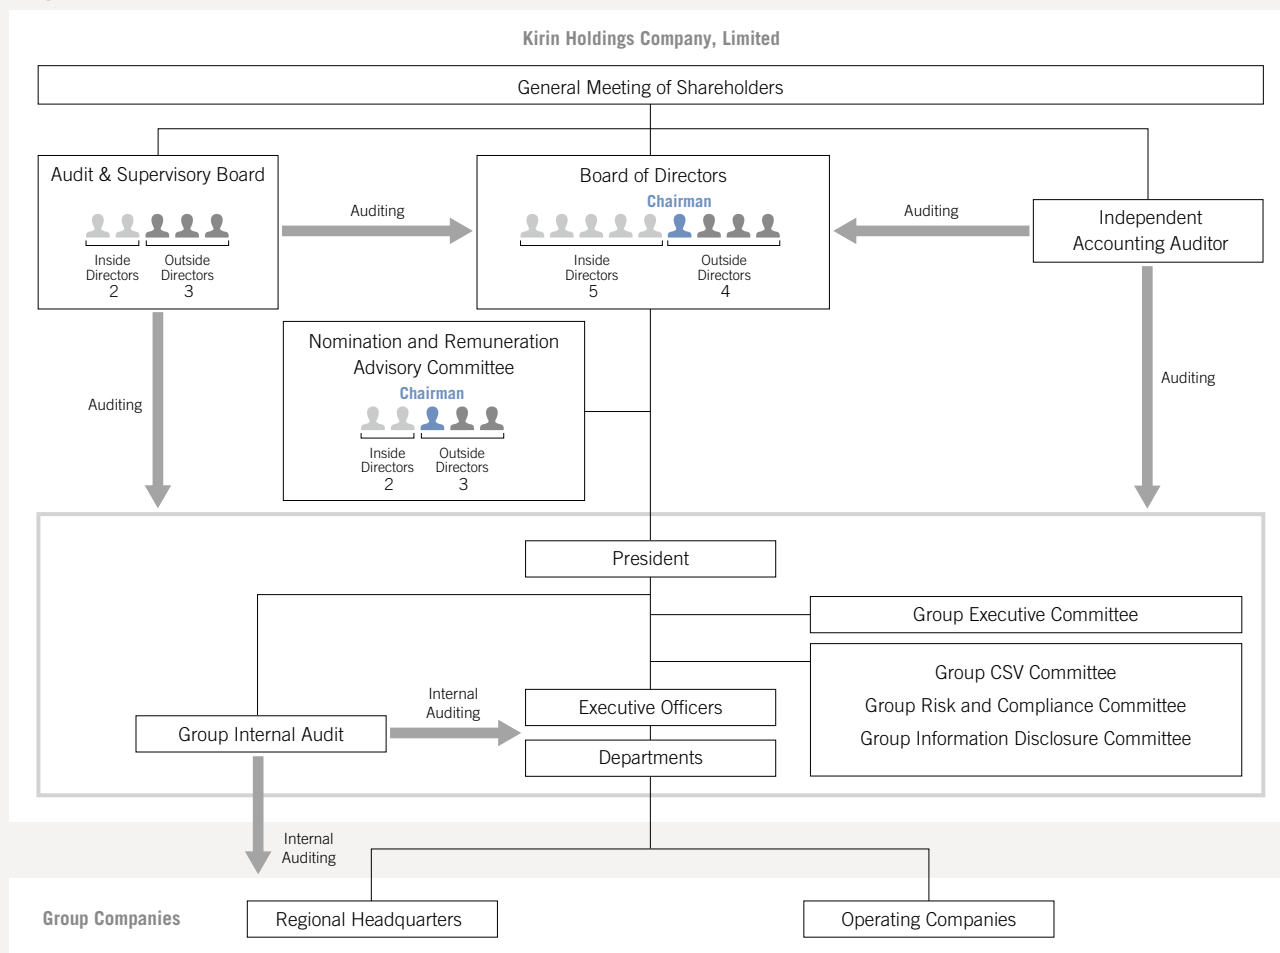 Kirin Holdings Company, Limited
General Meeting of Shareholders
Audit & Supervisory Board
Inside
Directors
2
Outside
Directors
3
Auditing
Board of Directors
Chairman
Inside
Directors
5
Outside
Directors
4
Auditing
Independent
Accounting Auditor
Nomination and Remuneration
Advisory Committee
Chairman
Inside
Directors
2
Outside
Directors
3
Auditing
Auditing
President
Group Executive Committee
Group CSV Committee
Group Risk and Compliance Committee
Group Information Disclosure Committee
Internal
Auditing
Executive Officers
Group Internal Audit
Departments
Internal
Auditing
Group Companies
Regional Headquarters
Operating Companies